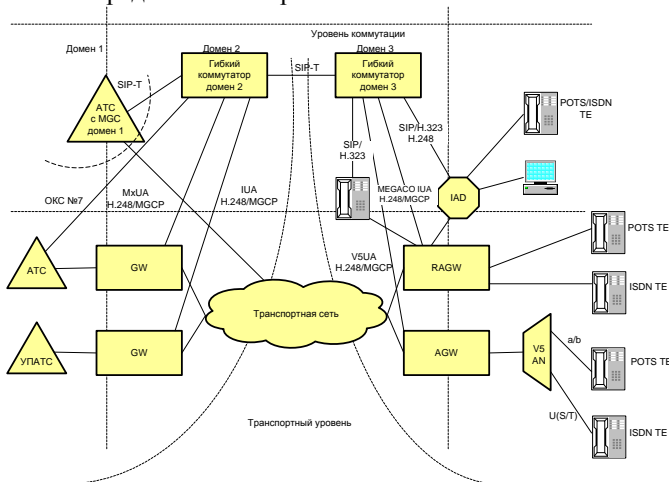 Уровень коммутации
Домен 1
Домен 2
Домен 3
Гибкий
коммутатор
домен 2
SIP-T
Гибкий
коммутатор
домен 3
SIP-T
АТС
с MGC
домен 1
POTS/ISDN
TE
SIP/H.323
H.248
SIP/
H.323
ОКС №7
MxUA
H.248/MGCP
IUA
H.248/MGCP
MEGACO IUA
H.248/MGCP
IAD
POTS TE
АТС
GW
V5UA
H.248/MGCP
RAGW
ISDN TE
Транспортная сеть
УПАТС
GW
AGW
V5
AN
a/b
POTS TE
U(S/T)
Транспортный уровень
ISDN TE